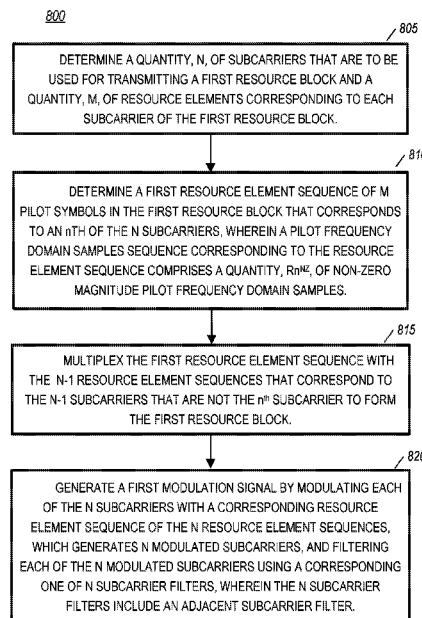 800
805
DETERMINE A QUANTITY, N, OF SUBCARRIERS THAT ARE TO BE
USED FOR TRANSMITTING A FIRST RESOURCE BLOCK AND A
QUANTITY, M, OF RESOURCE ELEMENTS CORRESPONDING TO EACH
SUBCARRIER OF THE FIRST RESOURCE BLOCK.
810
DETERMINE A FIRST RESOURCE ELEMENT SEQUENCE OF M
PILOT SYMBOLS IN THE FIRST RESOURCE BLOCK THAT CORRESPONDS
TO AN nTH OF THE N SUBCARRIERS, WHEREIN A PILOT FREQUENCY
DOMAIN SAMPLES SEQUENCE CORRESPONDING TO THE RESOURCE
ELEMENT SEQUENCE COMPRISES A QUANTITY, Rnᴺᶻ, OF NON-ZERO
MAGNITUDE PILOT FREQUENCY DOMAIN SAMPLES.
815
MULTIPLEX THE FIRST RESOURCE ELEMENT SEQUENCE WITH
THE N-1 RESOURCE ELEMENT SEQUENCES THAT CORRESPOND TO
THE N-1 SUBCARRIERS THAT ARE NOT THE nᵗʰ SUBCARRIER TO FORM
THE FIRST RESOURCE BLOCK.
820
GENERATE A FIRST MODULATION SIGNAL BY MODULATING EACH
OF THE N SUBCARRIERS WITH A CORRESPONDING RESOURCE
ELEMENT SEQUENCE OF THE N RESOURCE ELEMENT SEQUENCES,
WHICH GENERATES N MODULATED SUBCARRIERS, AND FILTERING
EACH OF THE N MODULATED SUBCARRIERS USING A CORRESPONDING
ONE OF N SUBCARRIER FILTERS, WHEREIN THE N SUBCARRIER
FILTERS INCLUDE AN ADJACENT SUBCARRIER FILTER.